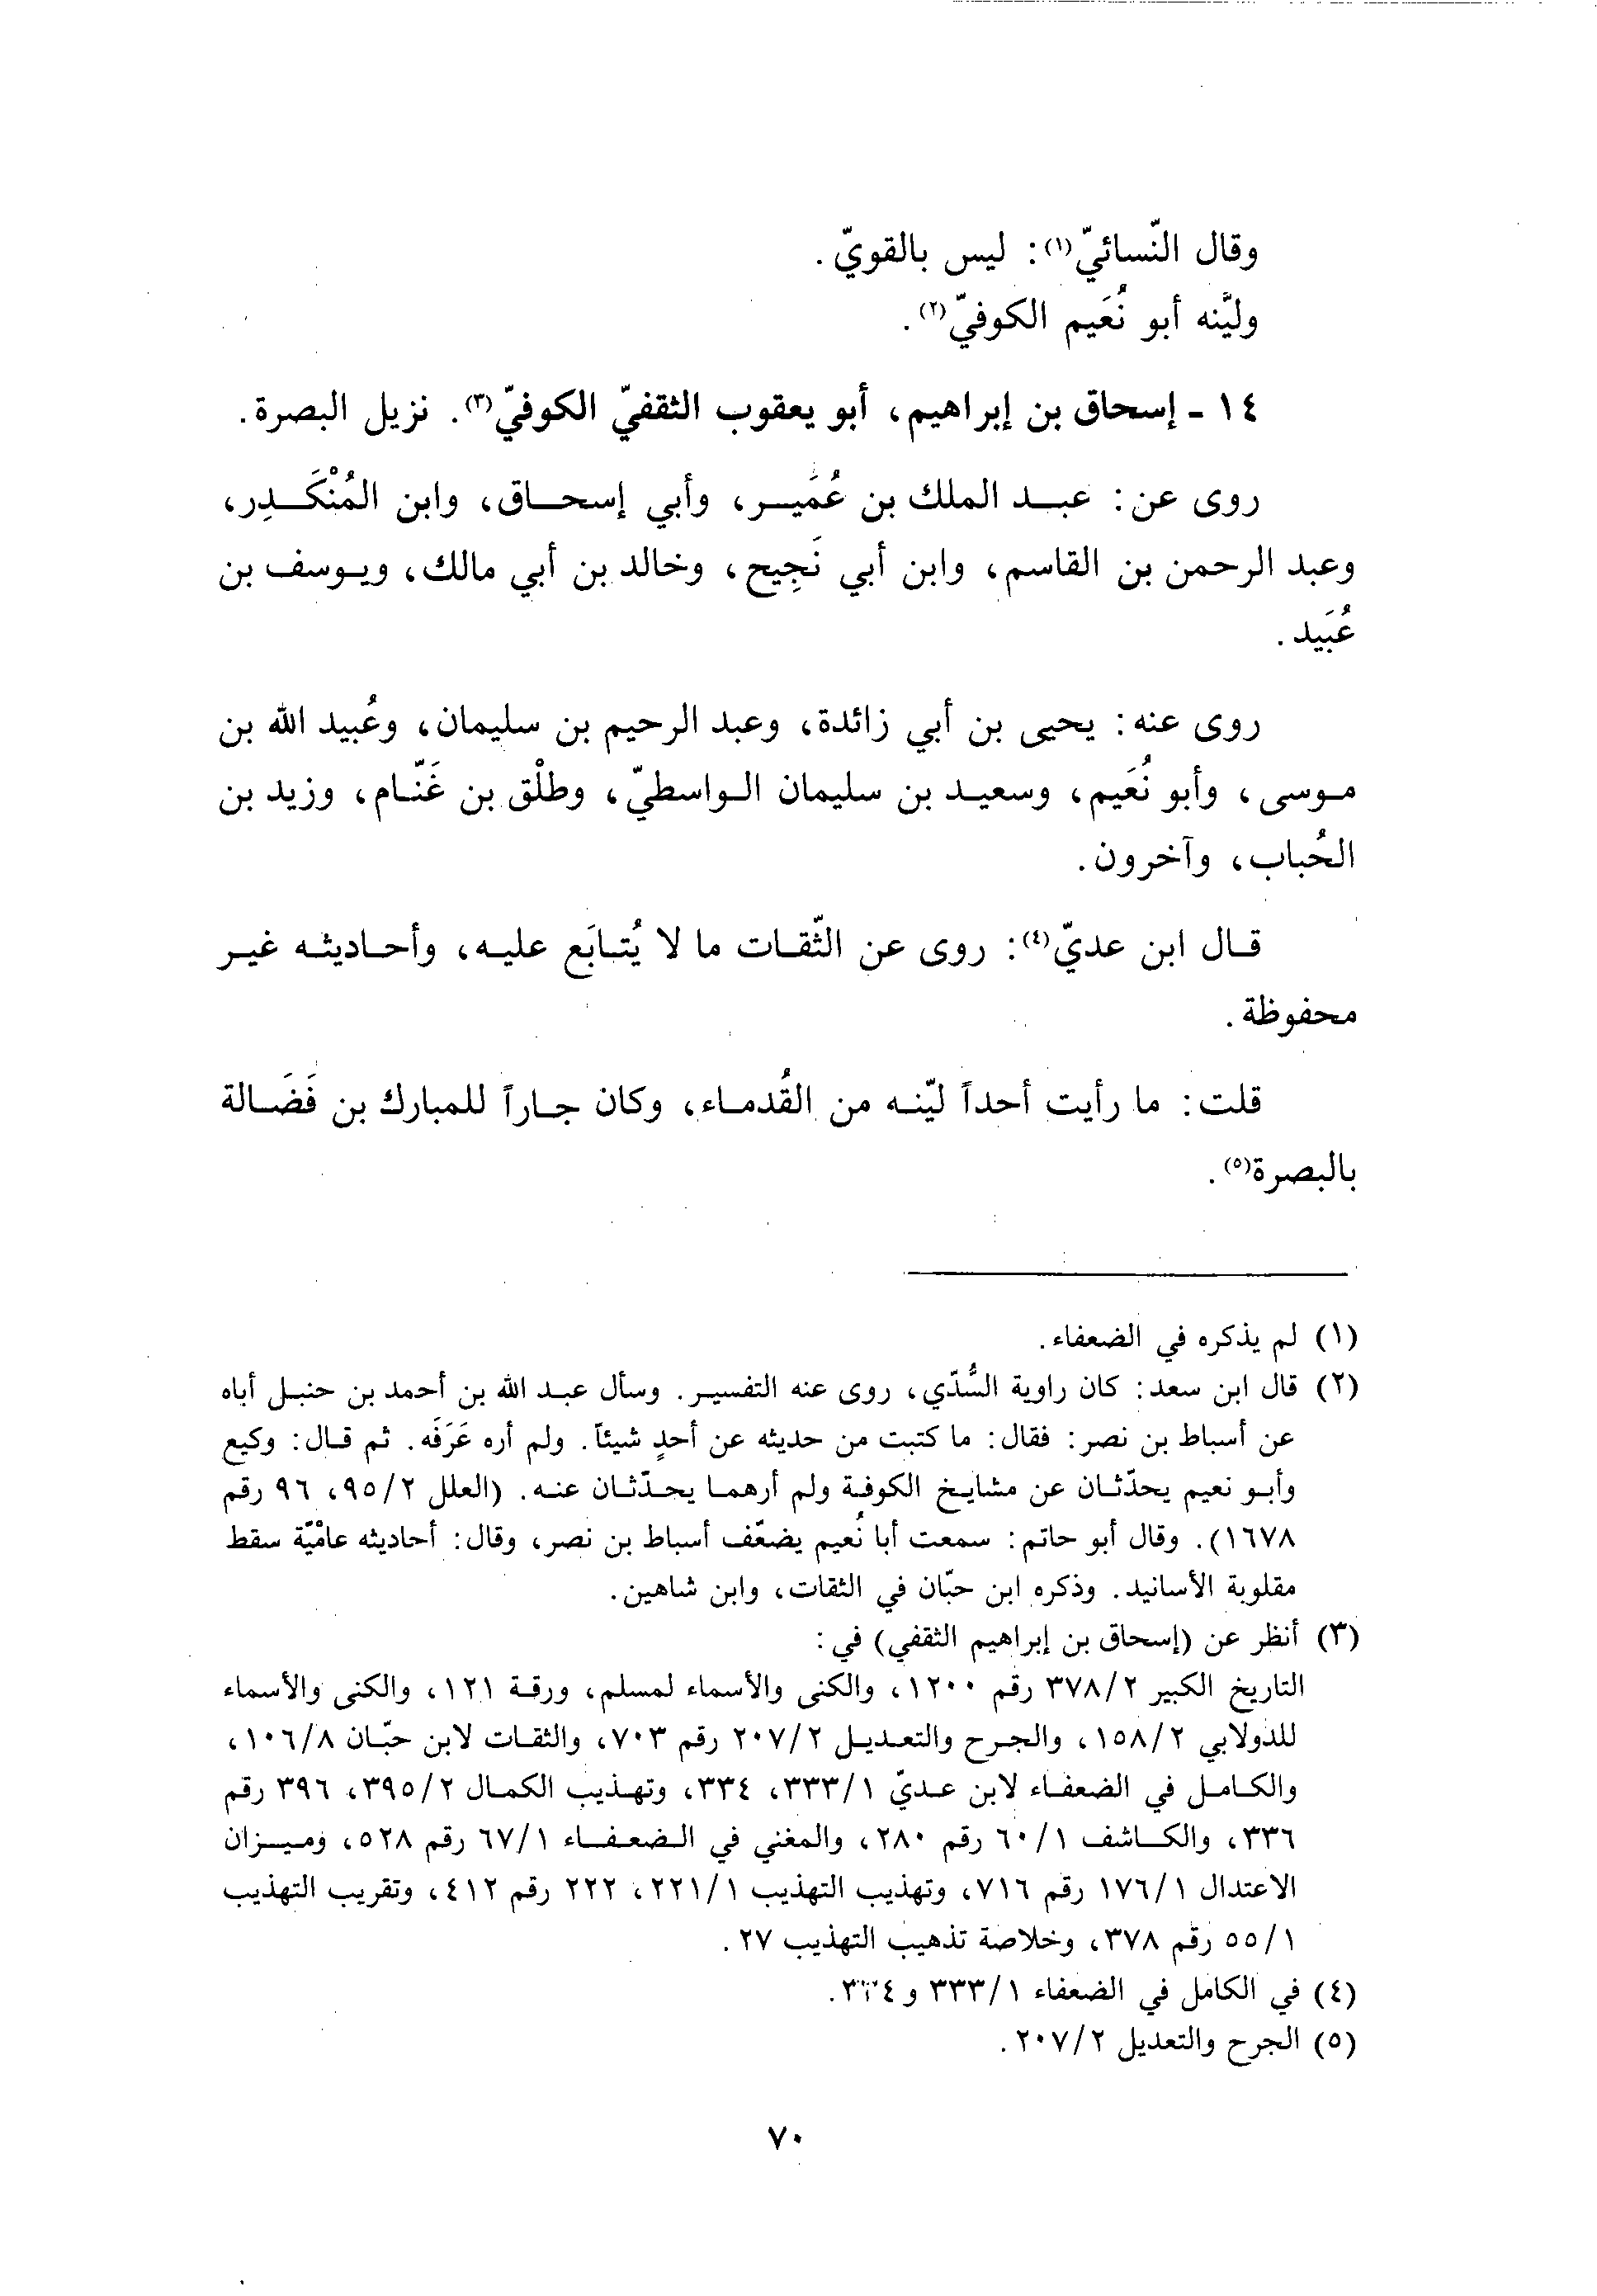 وقال النّسائيّ(١): ليس بالقويّ.
وليَّنه أبو نُعَيم الكوفيّ(٢).
١٤ - إسحاق بن إبراهيم، أبو يعقوب الثقفيّ الكوفيّ(٣). نزيل البصرة.
روى عن: عبد الملك بن عُمَير، وأبي إسحاق، وابن المُنْكَدِر،
وعبد الرحمن بن القاسم، وابن أبي نَجِيح، وخالد بن أبي مالك، ويوسف بن
عُبَيد.
روى عنه: يحيى بن أبي زائدة، وعبد الرحيم بن سليمان، وعُبيد الله بن
موسى، وأبو نُعَيم، وسعيد بن سليمان الواسطيّ، وطلْق بن غَنّام، وزيد بن
الحُباب، وآخرون.
قال ابن عديّ(٤): روى عن الثّقات ما لا يُتابَع عليه، وأحاديثه غير
محفوظة.
قلت: ما رأيت أحداً ليّنه من القُدماء، وكان جاراً للمبارك بن فَضَالة
بالبصرة(٥).
(١) لم يذكره في الضعفاء.
(٢) قال ابن سعد: كان راوية السُّدّي، روى عنه التفسير. وسأل عبد الله بن أحمد بن حنبل أباه
عن أسباط بن نصر: فقال: ما كتبت من حديثه عن أحدٍ شيئاً. ولم أره عَرَفَه. ثم قال: وكيع
وأبو نعيم يحدّثان عن مشايخ الكوفة ولم أرهما يحدّثان عنه. (العلل ٩٥/٢، ٩٦ رقم
١٦٧٨). وقال أبو حاتم: سمعت أبا نُعيم يضعّف أسباط بن نصر، وقال: أحاديثه عامّيّة سقط
مقلوبة الأسانيد. وذكره ابن حبّان في الثقات، وابن شاهين.
(٣) أنظر عن (إسحاق بن إبراهيم الثقفي) في:
التاريخ الكبير ٣٧٨/٢ رقم ١٢٠٠، والكنى والأسماء لمسلم، ورقة ١٢١، والكنى والأسماء
للدولابي ١٥٨/٢، والجرح والتعديل ٢٠٧/٢ رقم ٧٠٣، والثقات لابن حبّان ١٠٦/٨،
والكامل في الضعفاء لابن عديّ ٣٣٣/١، ٣٣٤، وتهذيب الكمال ٣٩٥/٢، ٣٩٦ رقم
٣٣٦، والكاشف ٦٠/١ رقم ٢٨٠، والمغني في الضعفاء ٦٧/١ رقم ٥٢٨، وميزان
الاعتدال ١٧٦/١ رقم ٧١٦، وتهذيب التهذيب ٢٢١/١، ٢٢٢ رقم ٤١٢، وتقريب التهذيب
٥٥/١ رقم ٣٧٨، وخلاصة تذهيب التهذيب ٢٧.
(٤) في الكامل في الضعفاء ٣٣٣/١ و٣٣٤.
(٥) الجرح والتعديل ٢٠٧/٢.
٧٠